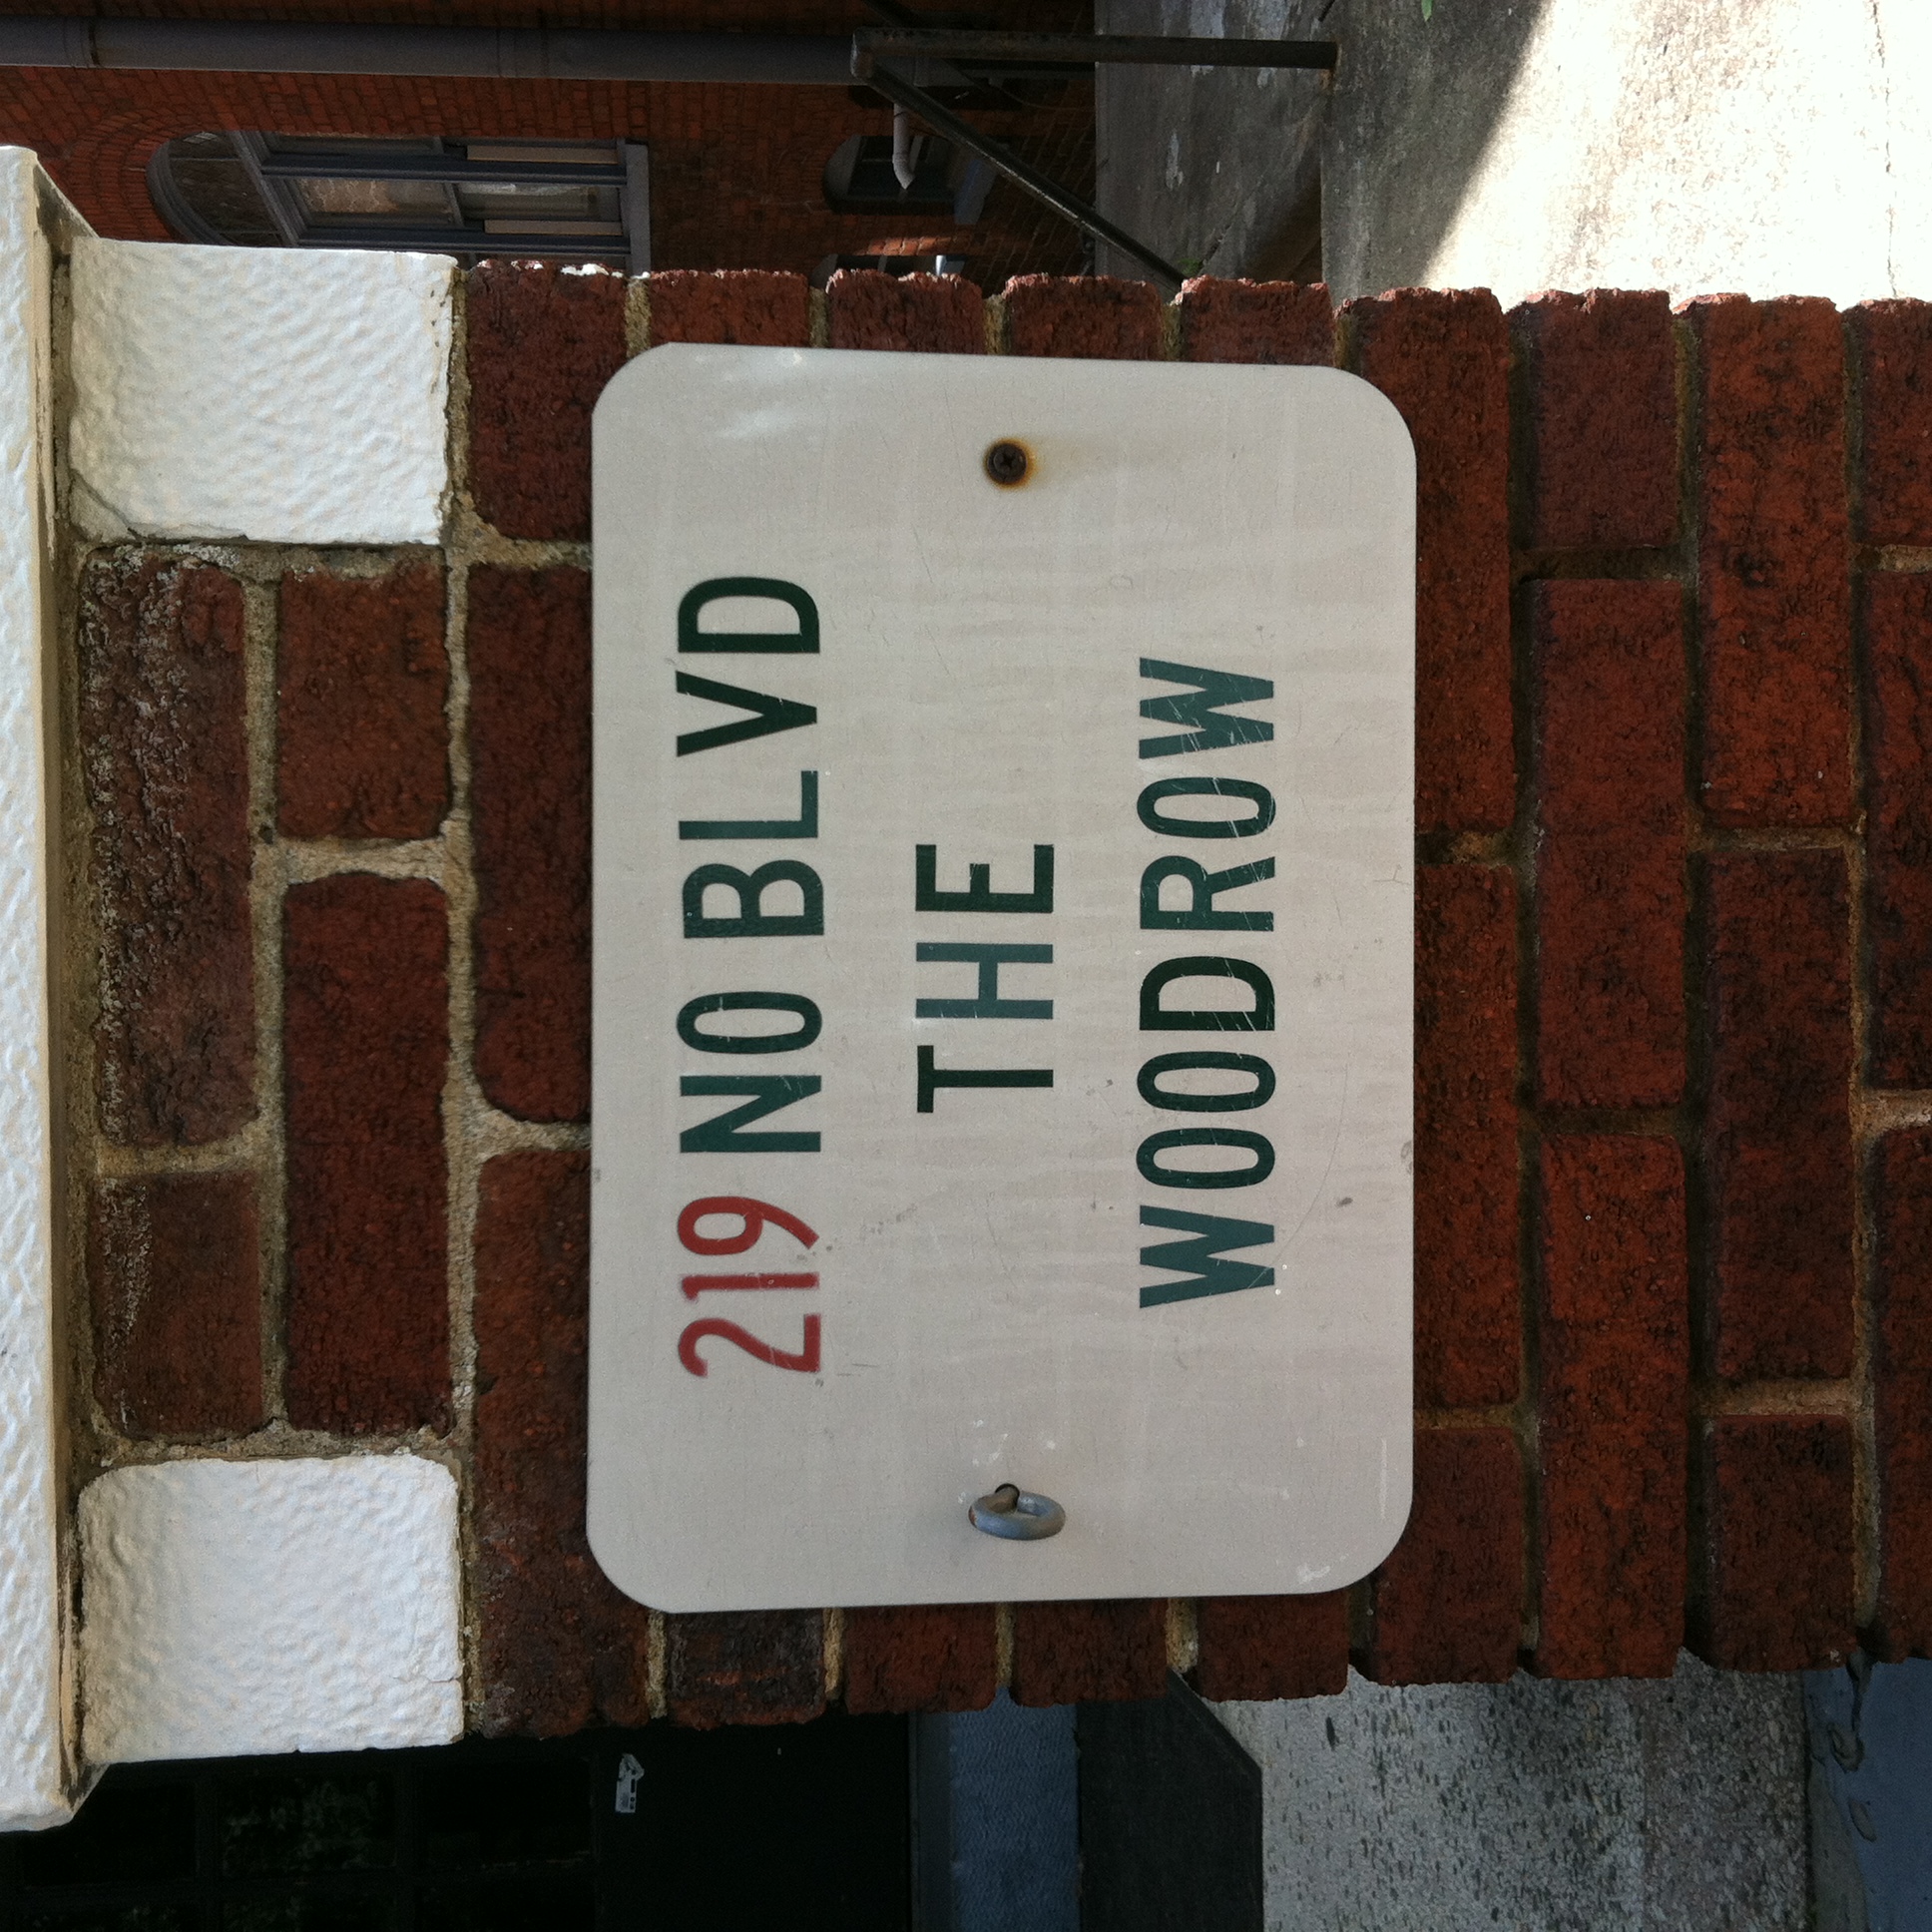 219 NO BLVD
THE
WOODROW